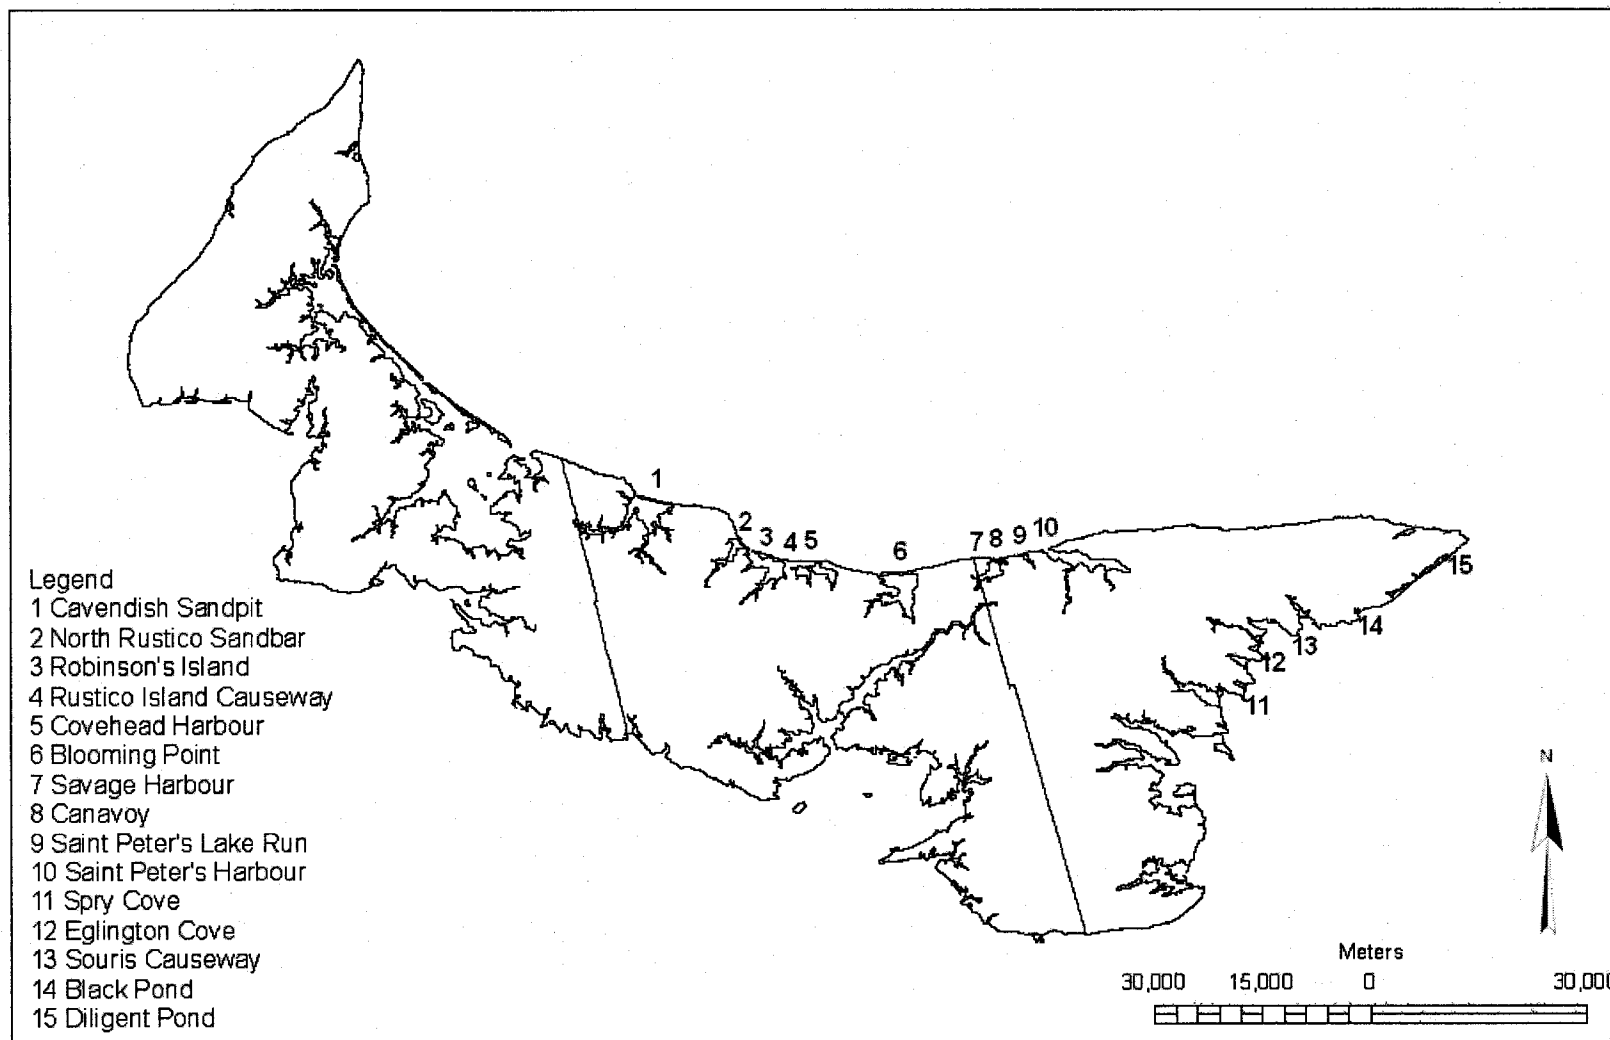 1
2
3
4 5
6
7 8 9 10
15
14
13
12
11
Legend
1 Cavendish Sandpit
2 North Rustico Sandbar
3 Robinson's Island
4 Rustico Island Causeway
5 Covehead Harbour
6 Blooming Point
7 Savage Harbour
8 Canavoy
9 Saint Peter's Lake Run
10 Saint Peter's Harbour
11 Spry Cove
12 Eglington Cove
13 Souris Causeway
14 Black Pond
15 Diligent Pond
N
Meters
30,000 15,000 0 30,000